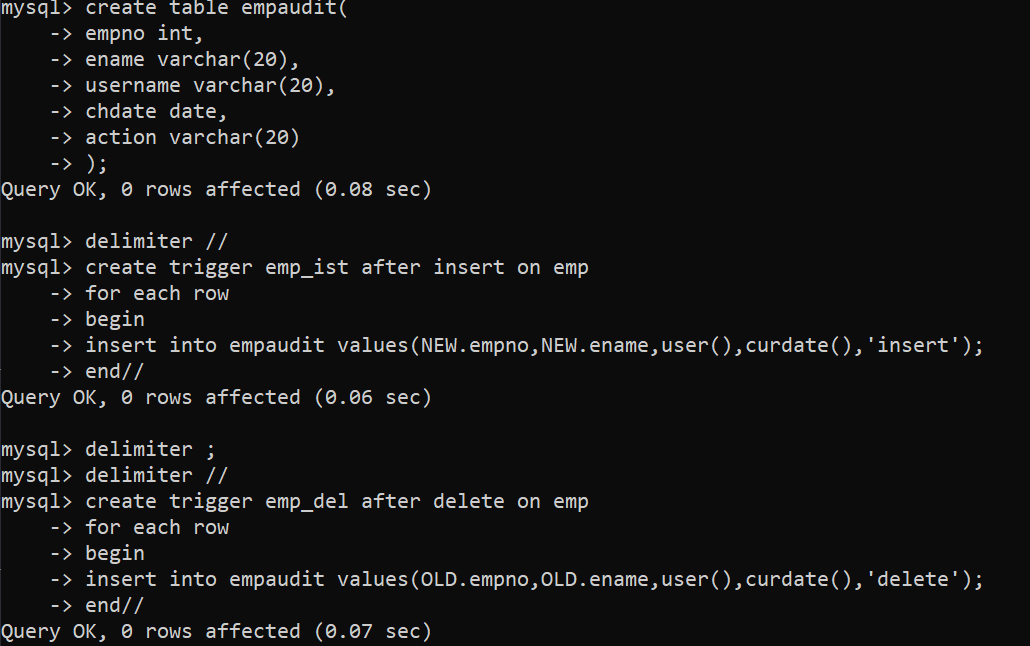 mysql> create table empaudit(
    -> empno int,
    -> ename varchar(20),
    -> username varchar(20),
    -> chdate date,
    -> action varchar(20)
    -> );
Query OK, 0 rows affected (0.08 sec)

mysql> delimiter //
mysql> create trigger emp_ist after insert on emp
    -> for each row
    -> begin
    -> insert into empaudit values(NEW.empno,NEW.ename,user(),curdate(),'insert');
    -> end//
Query OK, 0 rows affected (0.06 sec)

mysql> delimiter ;
mysql> delimiter //
mysql> create trigger emp_del after delete on emp
    -> for each row
    -> begin
    -> insert into empaudit values(OLD.empno,OLD.ename,user(),curdate(),'delete');
    -> end//
Query OK, 0 rows affected (0.07 sec)